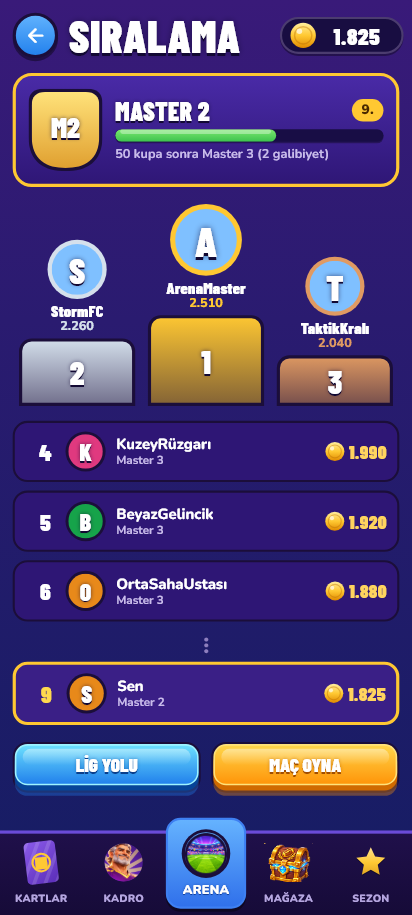 SIRALAMA
1.825
M2
MASTER 2
9.
50 kupa sonra Master 3 (2 galibiyet)
A
ArenaMaster
2.510
S
StormFC
2.260
T
TaktikKralı
2.040
2
1
3
4 K KuzeyRüzgarı 1.990
Master 3
5 B BeyazGelincik 1.920
Master 3
6 O OrtaSahaUstası 1.880
Master 3
9 S Sen 1.825
Master 2
LİG YOLU
MAÇ OYNA
KARTLAR
KADRO
ARENA
MAĞAZA
SEZON